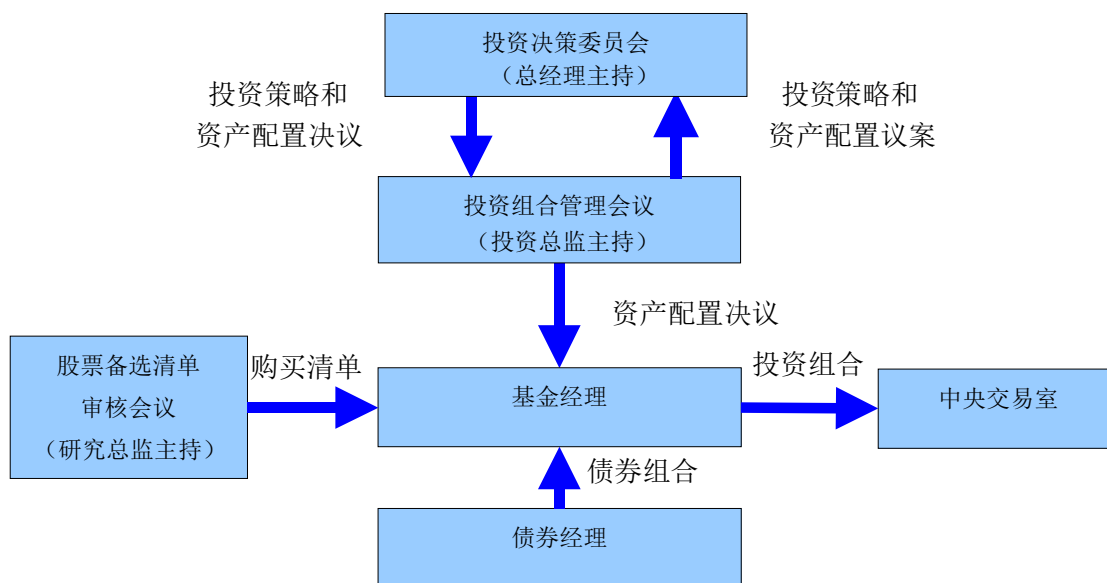 投资决策委员会
（总经理主持）
投资策略和
资产配置决议
投资策略和
资产配置议案
投资组合管理会议
（投资总监主持）
资产配置决议
股票备选清单
审核会议
（研究总监主持）
购买清单
基金经理
投资组合
中央交易室
债券组合
债券经理